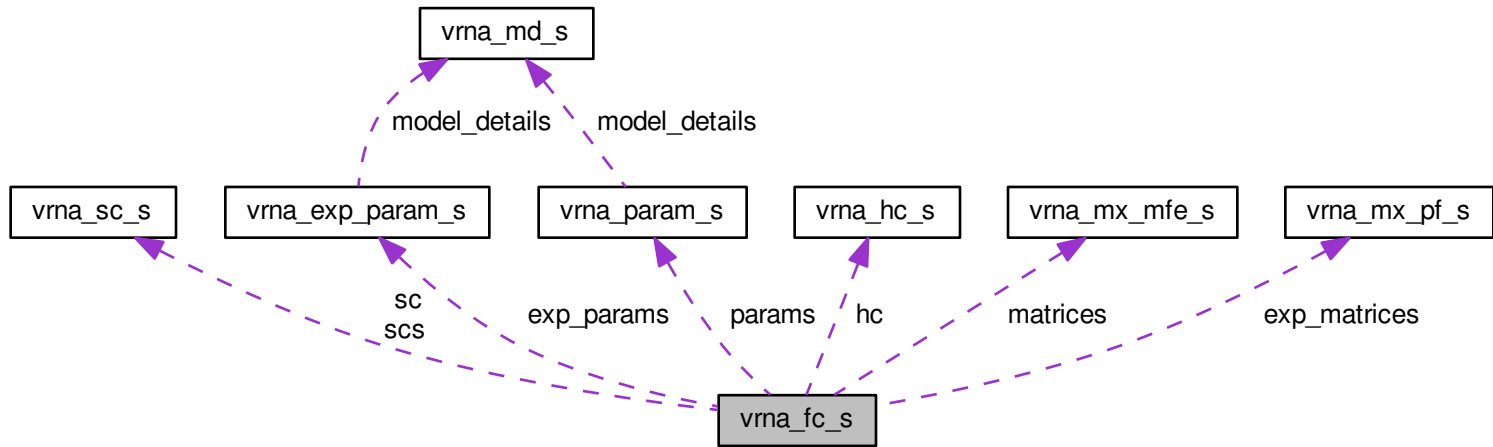 vrna_md_s
model_details
model_details
vrna_sc_s
vrna_exp_param_s
vrna_param_s
vrna_hc_s
vrna_mx_mfe_s
vrna_mx_pf_s
sc
scs
exp_params
params
hc
matrices
exp_matrices
vrna_fc_s